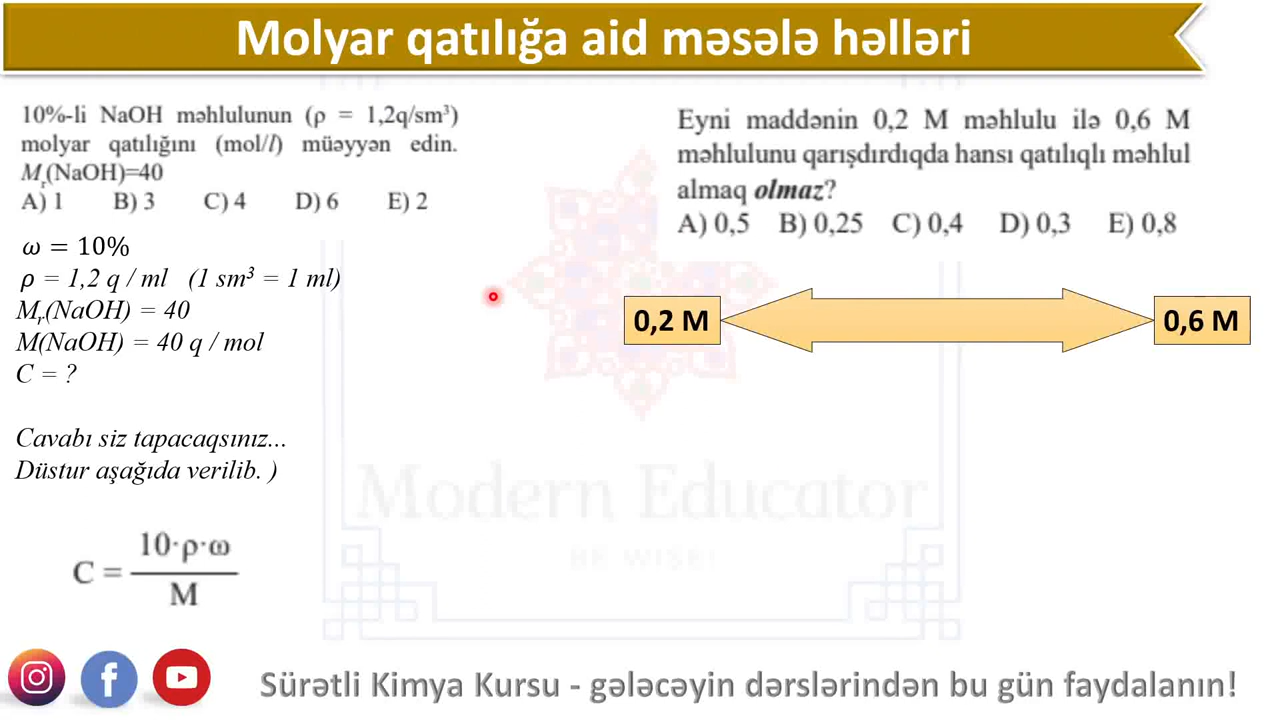 Molyar qatılığa aid məsələ həlləri
10%-li NaOH məhlulunun (ρ = 1,2q/sm³)
molyar qatılığını (mol/l) müəyyən edin.
Mᵣ(NaOH)=40
A) 1 B) 3 C) 4 D) 6 E) 2
ω = 10%
ρ = 1,2 q / ml (1 sm³ = 1 ml)
Mᵣ(NaOH) = 40
M(NaOH) = 40 q / mol
C = ?
Cavabı siz tapacaqsınız...
Düstur aşağıda verilib. )
C = 10·ρ·ω / M
Eyni maddənin 0,2 M məhlulu ilə 0,6 M
məhlulunu qarışdırdıqda hansı qatılıqlı məhlul
almaq olmaz?
A) 0,5 B) 0,25 C) 0,4 D) 0,3 E) 0,8
0,2 M
0,6 M
Modern Educator
BE WISE!
Sürətli Kimya Kursu - gələcəyin dərslərindən bu gün faydalanın!